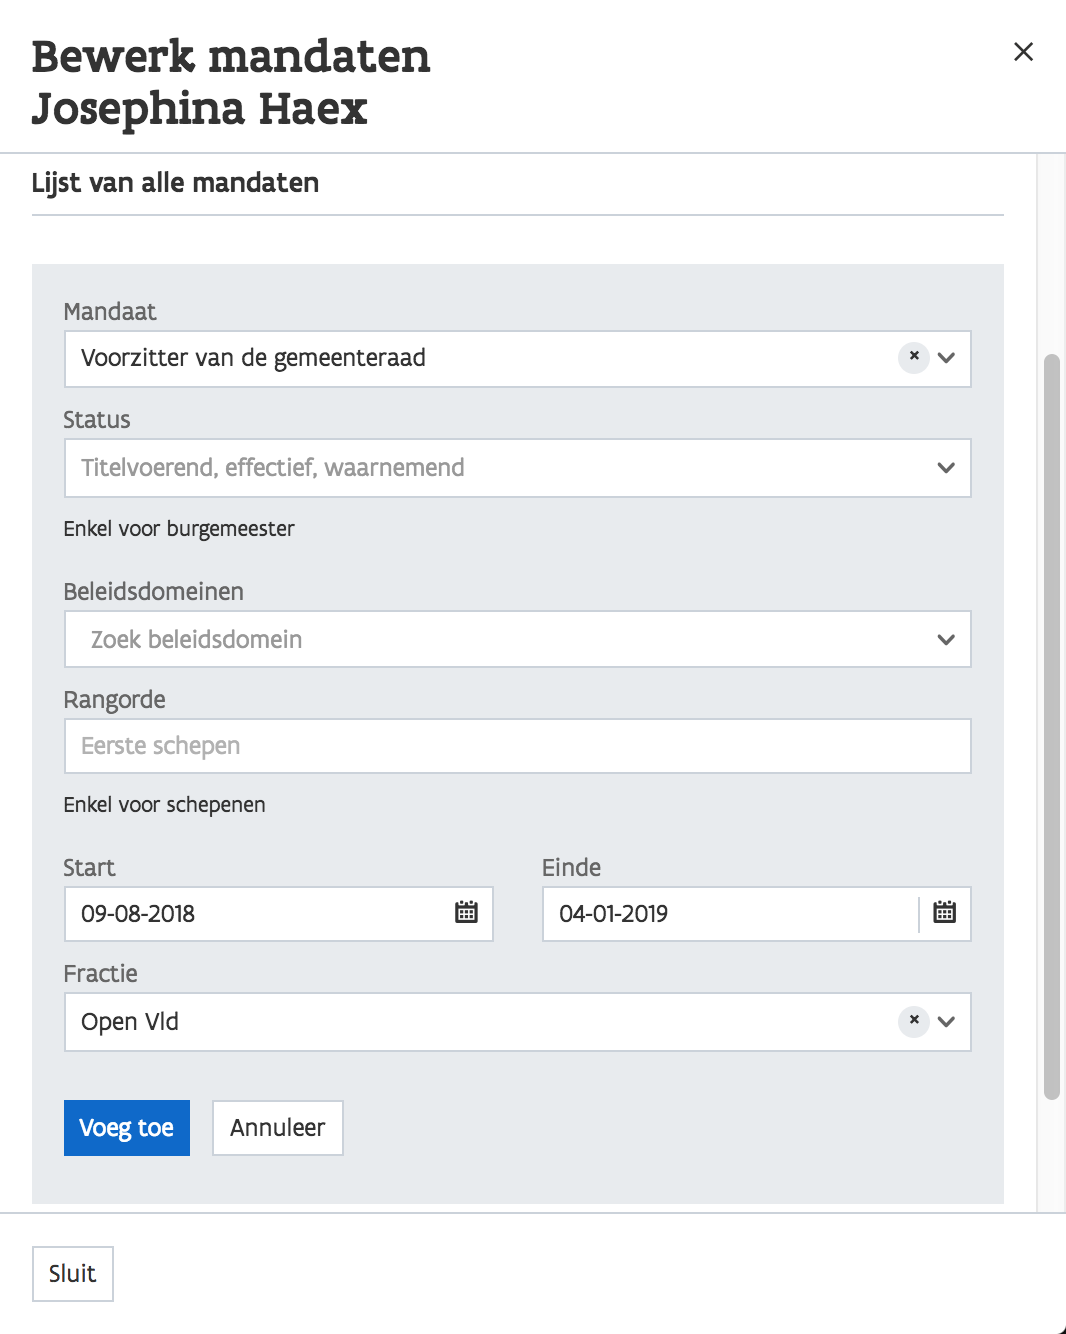 Bewerk mandaten
Josephina Haex
Lijst van alle mandaten
Mandaat
Voorzitter van de gemeenteraad
Status
Titelvoerend, effectief, waarnemend
Enkel voor burgemeester
Beleidsdomeinen
Zoek beleidsdomein
Rangorde
Eerste schepen
Enkel voor schepenen
Start
Einde
09-08-2018
04-01-2019
Fractie
Open Vld
Voeg toe
Annuleer
Sluit